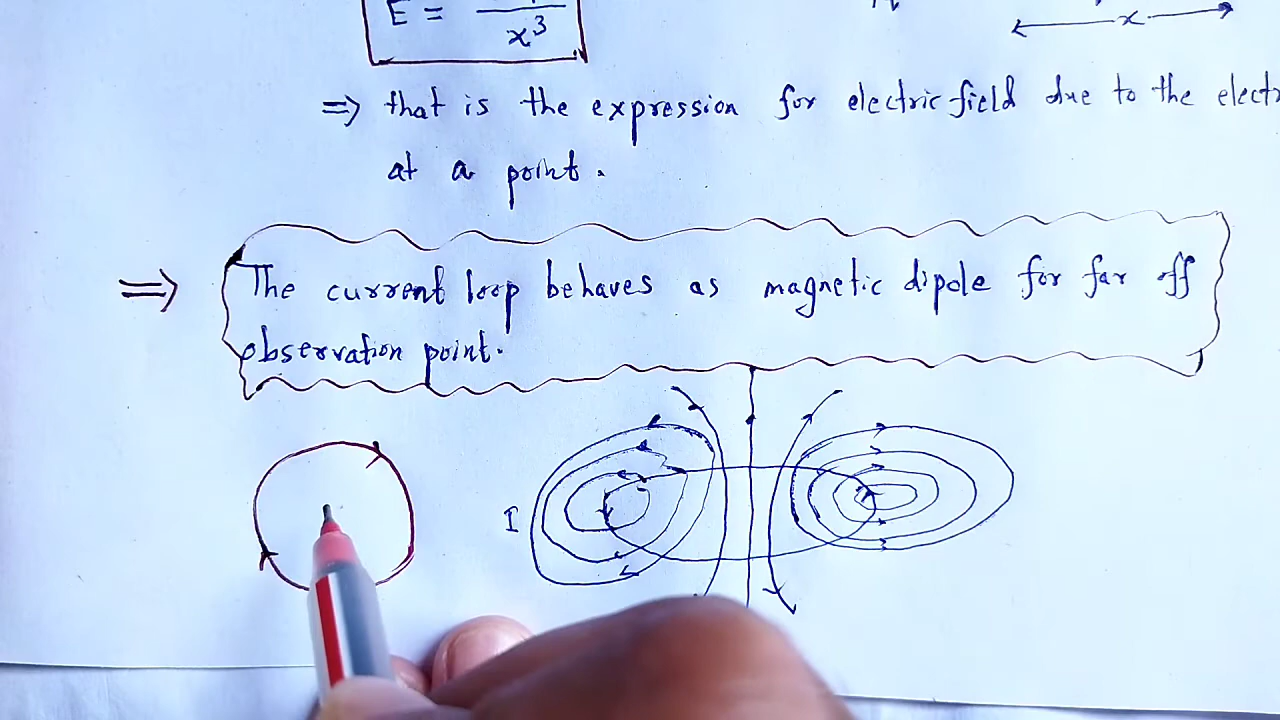 E = x³
x
⇒ that is the expression for electric field due to the
at a point.
⇒ The current loop behaves as magnetic dipole for far off
observation point.
I